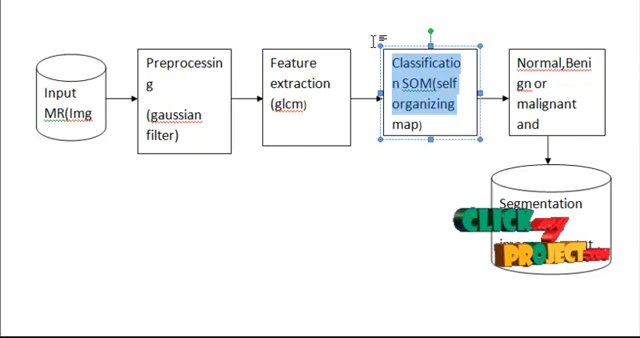 Input
MR(Img
Preprocessin
g
(gaussian
filter)
Feature
extraction
(glcm)
Classificatio
n SOM(self
organizing
map)
Normal,Beni
gn or
malignant
and
Segmentation
CLICK
PROJECT.COM